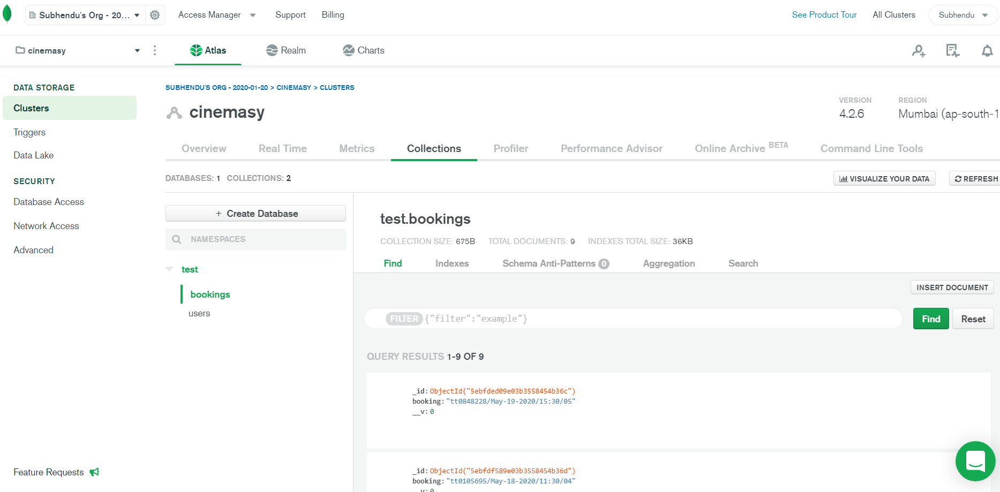 Subhendu's Org - 20... Access Manager Support Billing See Product Tour All Clusters Subhendu
cinemasy Atlas Realm Charts
DATA STORAGE
Clusters
Triggers
Data Lake
SECURITY
Database Access
Network Access
Advanced
Feature Requests
SUBHENDU'S ORG - 2020-01-20 > CINEMASY > CLUSTERS
cinemasy
VERSION REGION
4.2.6 Mumbai (ap-south-1
Overview Real Time Metrics Collections Profiler Performance Advisor Online Archive BETA Command Line Tools
DATABASES: 1 COLLECTIONS: 2 VISUALIZE YOUR DATA REFRESH
+ Create Database
NAMESPACES
test
bookings
users
test.bookings
COLLECTION SIZE: 675B TOTAL DOCUMENTS: 9 INDEXES TOTAL SIZE: 36KB
Find Indexes Schema Anti-Patterns 0 Aggregation Search
INSERT DOCUMENT
FILTER {"filter":"example"} Find Reset
QUERY RESULTS 1-9 OF 9
_id: ObjectId("5ebfded09e03b3558454b36c")
booking: "tt0848228/May-19-2020/15:30/05"
__v: 0
_id: ObjectId("5ebfdf589e03b3558454b36d")
booking: "tt0105695/May-18-2020/11:30/04"
__v: 0